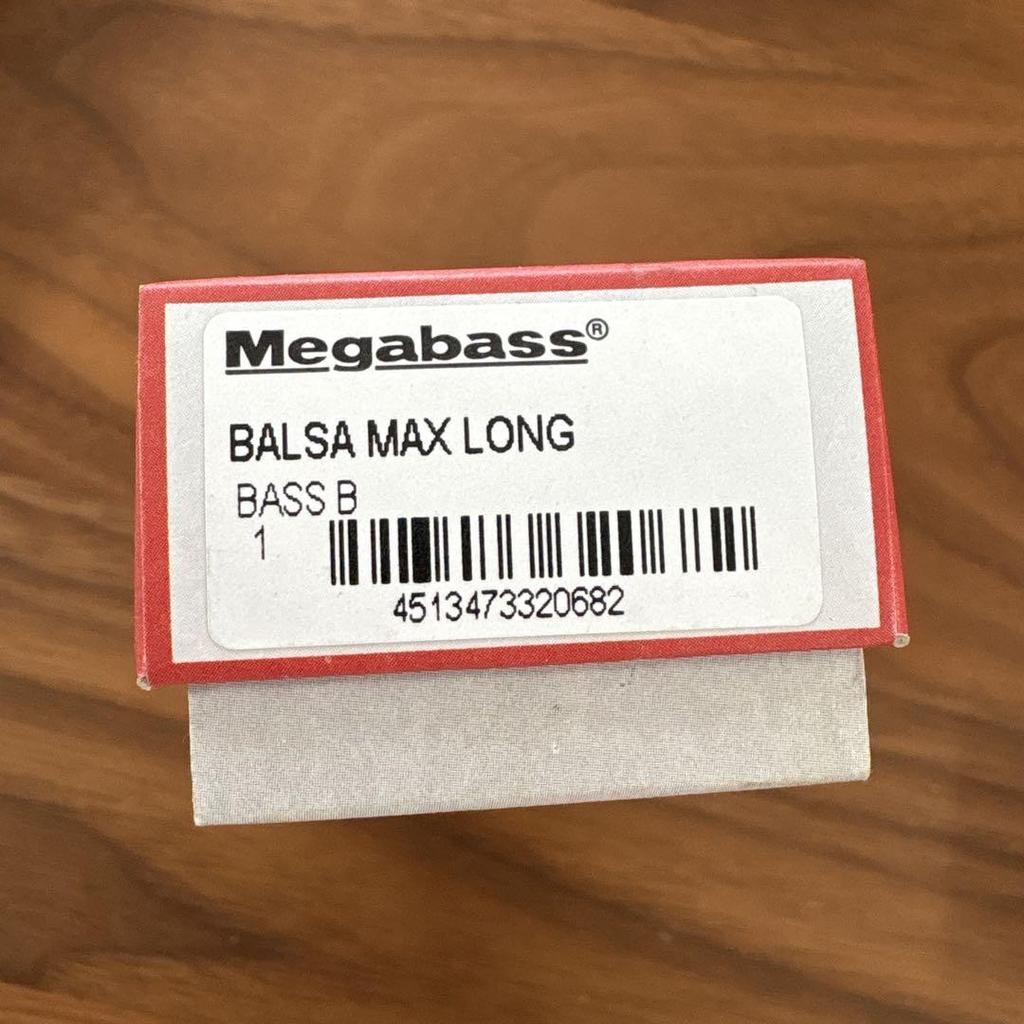 Megabass®
BALSA MAX LONG
BASS B
1
4513473320682